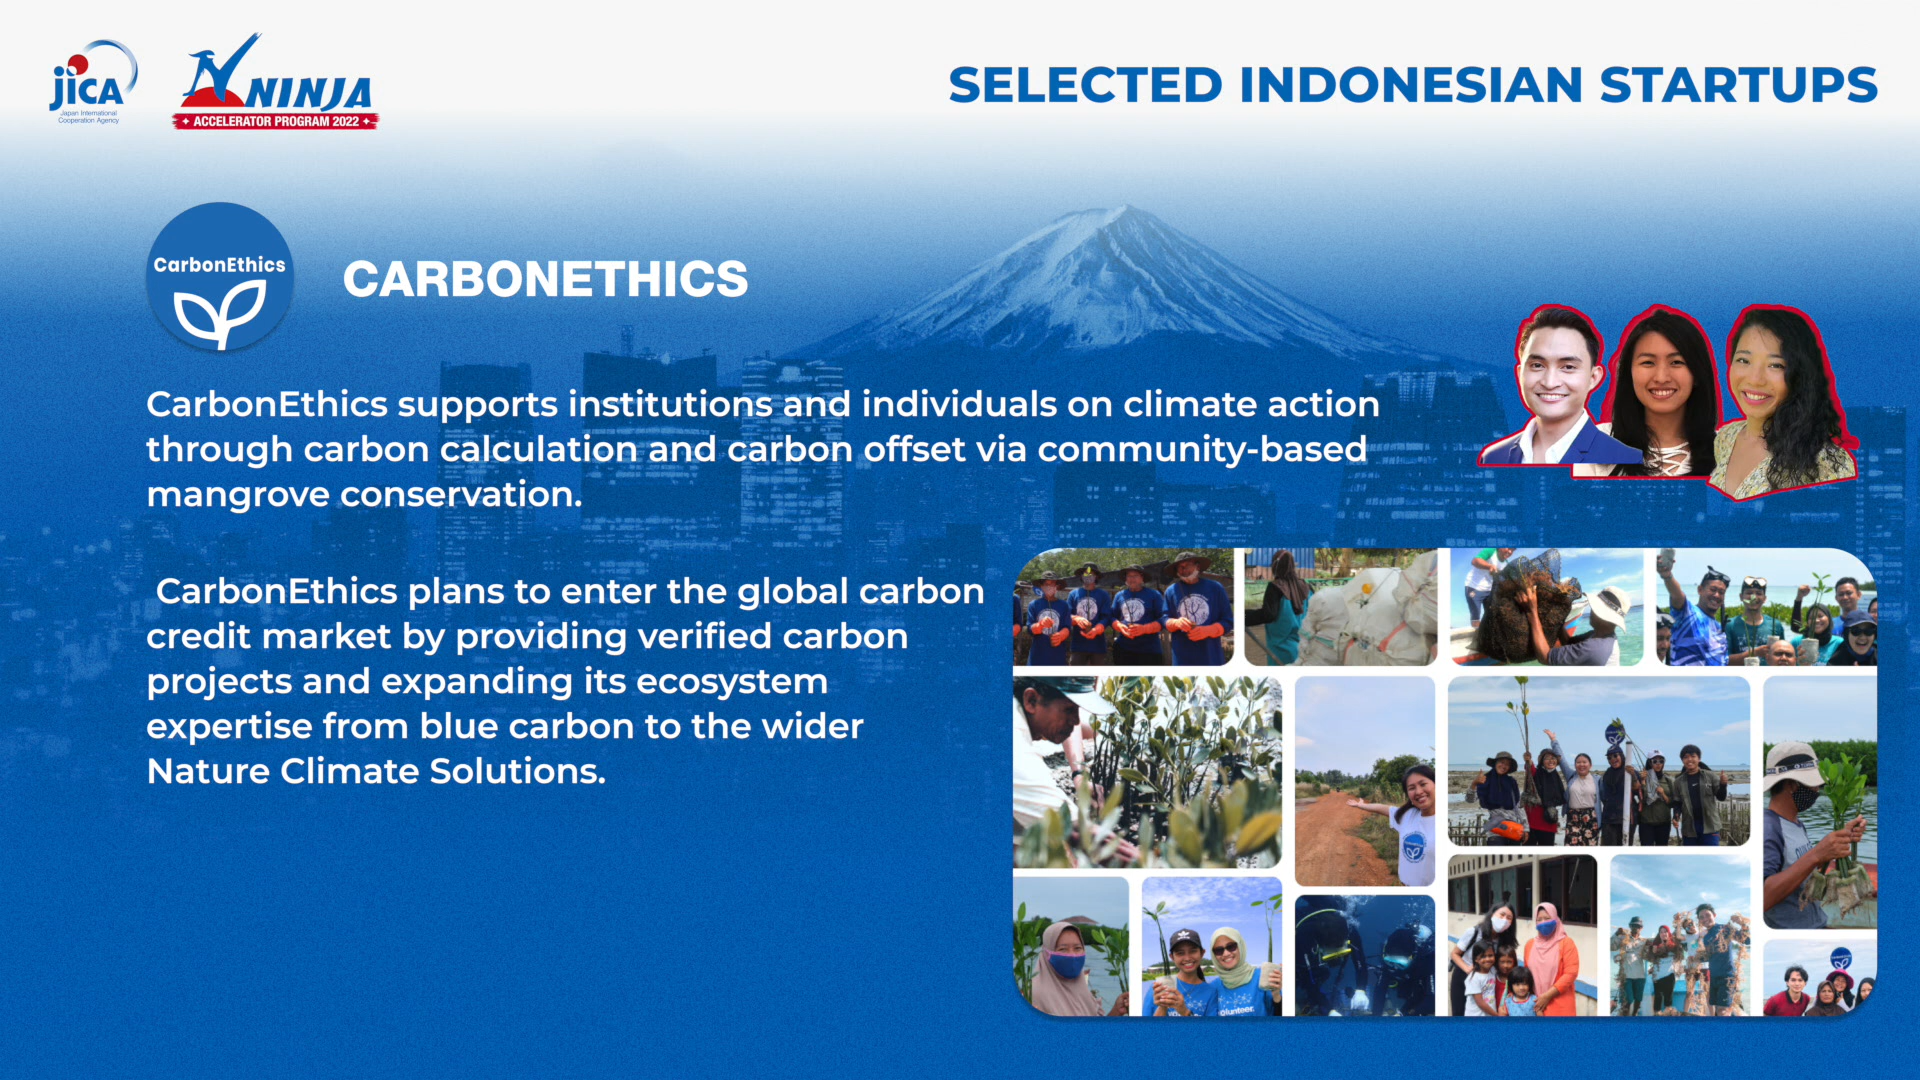 JICA
Japan International
Cooperation Agency
NINJA
ACCELERATOR PROGRAM 2022
SELECTED INDONESIAN STARTUPS
CarbonEthics
CARBONETHICS
CarbonEthics supports institutions and individuals on climate action
through carbon calculation and carbon offset via community-based
mangrove conservation.
CarbonEthics plans to enter the global carbon
credit market by providing verified carbon
projects and expanding its ecosystem
expertise from blue carbon to the wider
Nature Climate Solutions.
olunteer